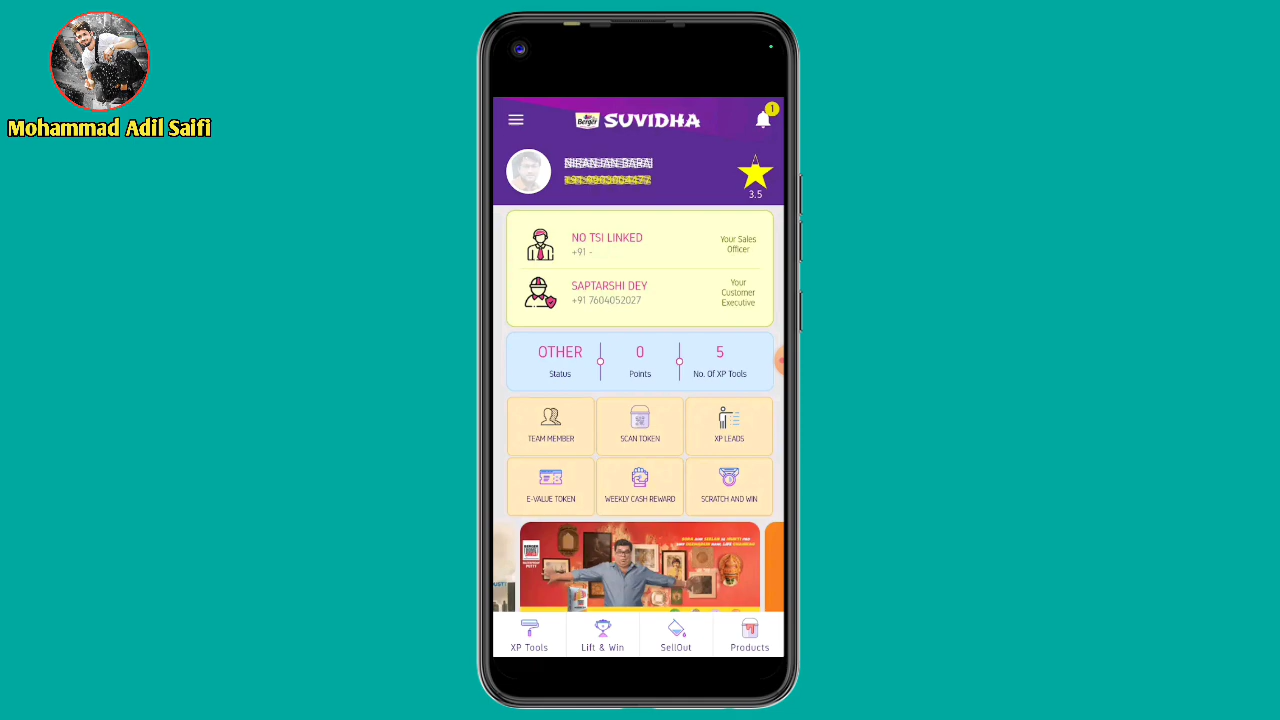 Mohammad Adil Saifi
Berger SUVIDHA
1
3.5
NO TSI LINKED
+91 -
Your Sales
Officer
SAPTARSHI DEY
+91 7604052027
Your
Customer
Executive
OTHER
Status
0
Points
5
No. Of XP Tools
TEAM MEMBER
SCAN TOKEN
XP LEADS
E-VALUE TOKEN
WEEKLY CASH REWARD
SCRATCH AND WIN
XP Tools
Lift & Win
SellOut
Products